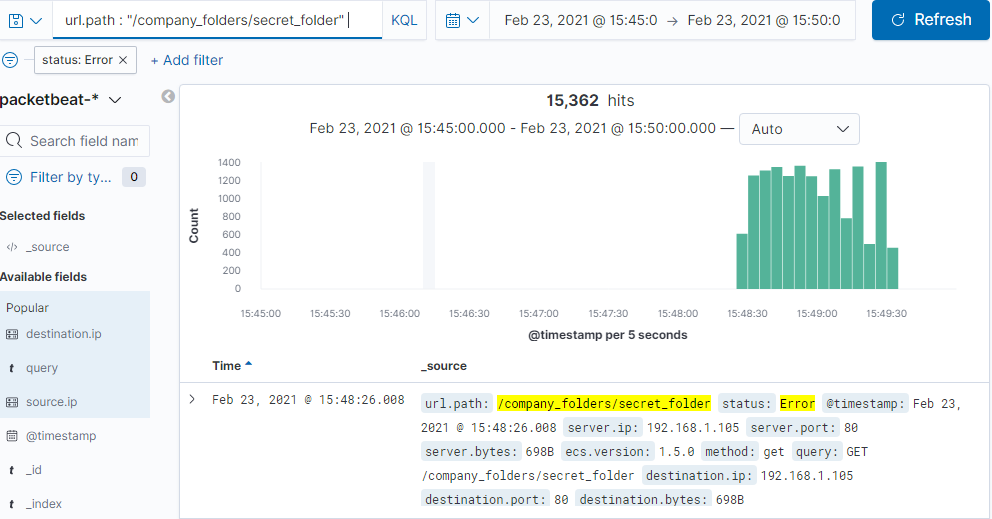 url.path : "/company_folders/secret_folder" KQL Feb 23, 2021 @ 15:45:0 → Feb 23, 2021 @ 15:50:0 Refresh
status: Error × + Add filter
packetbeat-*
Search field nam
Filter by ty... 0
Selected fields
</> _source
Available fields
Popular
destination.ip
t query
source.ip
@timestamp
t _id
t _index
15,362 hits
Feb 23, 2021 @ 15:45:00.000 - Feb 23, 2021 @ 15:50:00.000 — Auto
Count
1400
1200
1000
800
600
400
200
0
15:45:00 15:45:30 15:46:00 15:46:30 15:47:00 15:47:30 15:48:00 15:48:30 15:49:00 15:49:30
@timestamp per 5 seconds
Time _source
Feb 23, 2021 @ 15:48:26.008 url.path: /company_folders/secret_folder status: Error @timestamp: Feb 23,
2021 @ 15:48:26.008 server.ip: 192.168.1.105 server.port: 80
server.bytes: 698B ecs.version: 1.5.0 method: get query: GET
/company_folders/secret_folder destination.ip: 192.168.1.105
destination.port: 80 destination.bytes: 698B